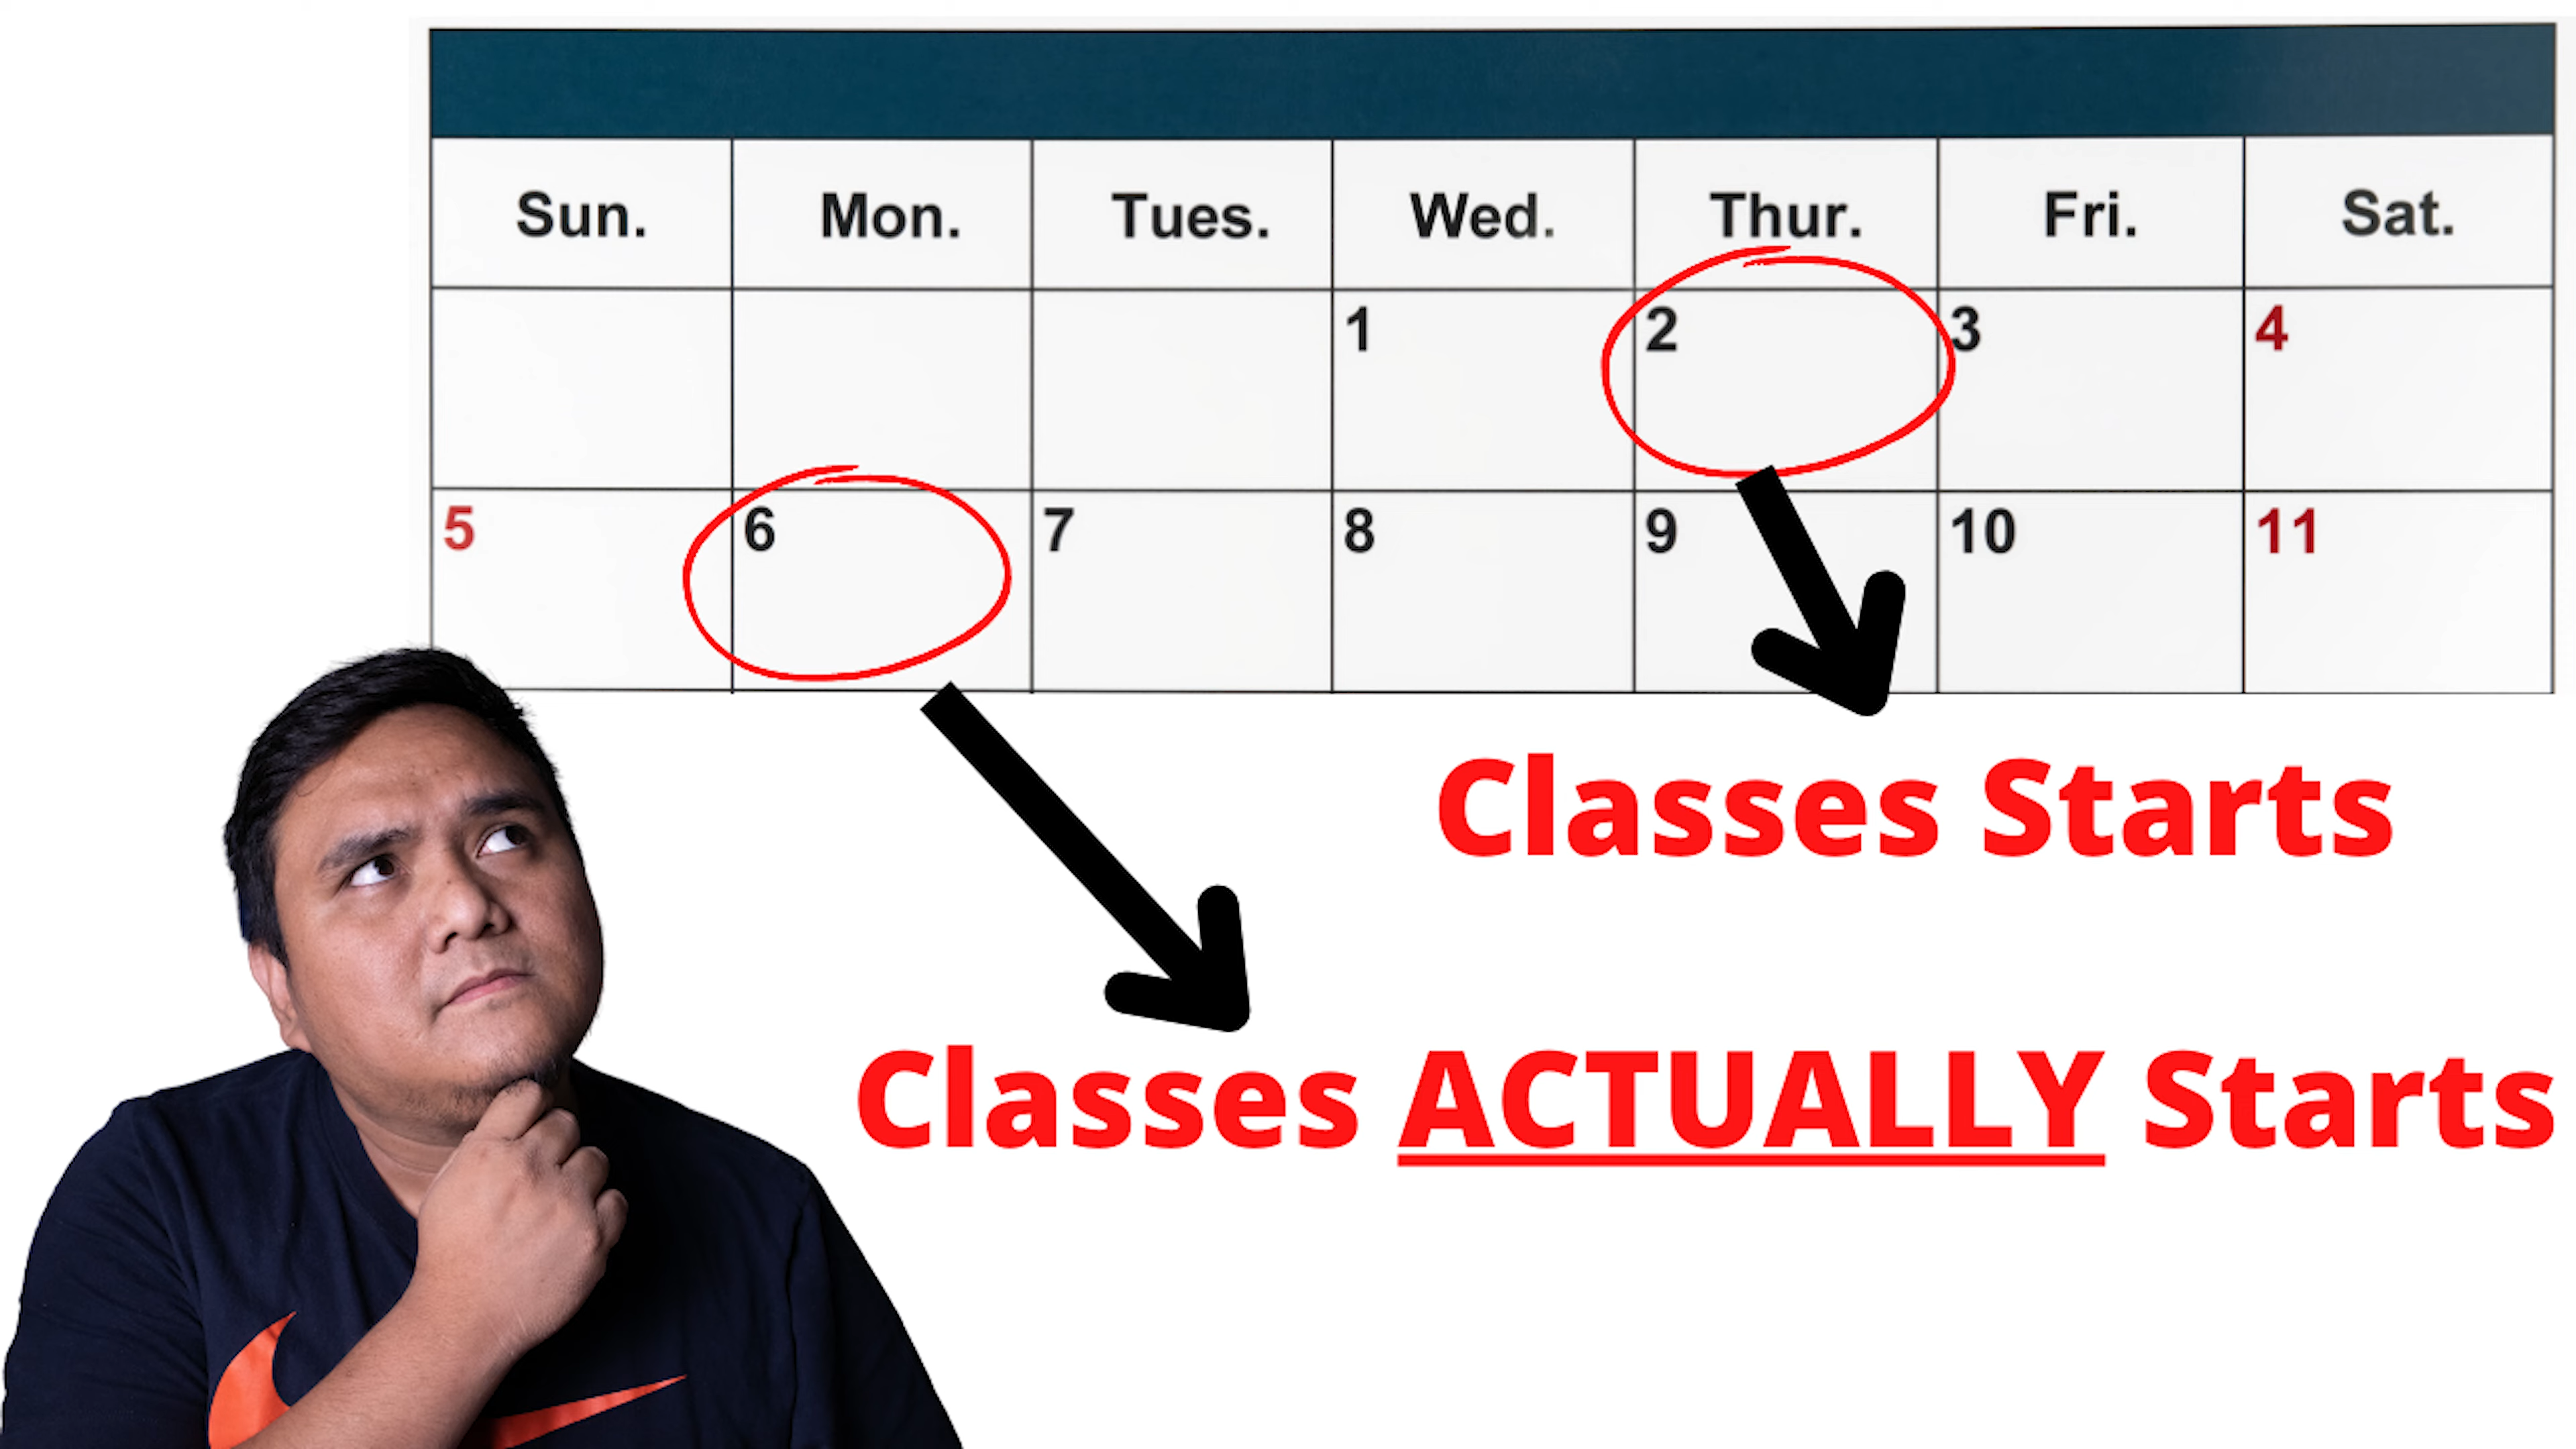 Sun. Mon. Tues. Wed. Thur. Fri. Sat.
1 2 3 4
5 6 7 8 9 10 11
Classes Starts
Classes ACTUALLY Starts